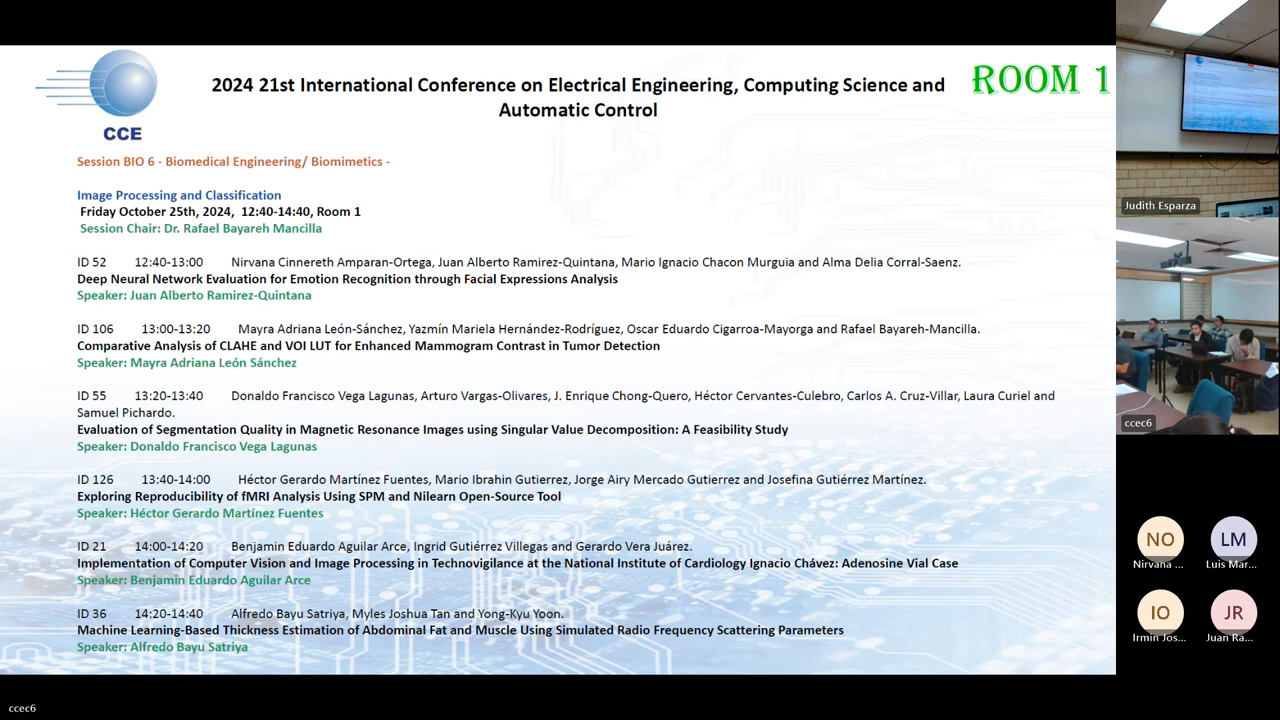 2024 21st International Conference on Electrical Engineering, Computing Science and
Automatic Control
ROOM 1
CCE
Session BIO 6 - Biomedical Engineering/ Biomimetics -
Image Processing and Classification
Friday October 25th, 2024, 12:40-14:40, Room 1
Session Chair: Dr. Rafael Bayareh Mancilla
ID 52 12:40-13:00 Nirvana Cinnereth Amparan-Ortega, Juan Alberto Ramirez-Quintana, Mario Ignacio Chacon Murguia and Alma Delia Corral-Saenz.
Deep Neural Network Evaluation for Emotion Recognition through Facial Expressions Analysis
Speaker: Juan Alberto Ramirez-Quintana
ID 106 13:00-13:20 Mayra Adriana León-Sánchez, Yazmín Mariela Hernández-Rodríguez, Oscar Eduardo Cigarroa-Mayorga and Rafael Bayareh-Mancilla.
Comparative Analysis of CLAHE and VOI LUT for Enhanced Mammogram Contrast in Tumor Detection
Speaker: Mayra Adriana León Sánchez
ID 55 13:20-13:40 Donaldo Francisco Vega Lagunas, Arturo Vargas-Olivares, J. Enrique Chong-Quero, Héctor Cervantes-Culebro, Carlos A. Cruz-Villar, Laura Curiel and
Samuel Pichardo.
Evaluation of Segmentation Quality in Magnetic Resonance Images using Singular Value Decomposition: A Feasibility Study
Speaker: Donaldo Francisco Vega Lagunas
ID 126 13:40-14:00 Héctor Gerardo Martínez Fuentes, Mario Ibrahin Gutierrez, Jorge Airy Mercado Gutierrez and Josefina Gutiérrez Martínez.
Exploring Reproducibility of fMRI Analysis Using SPM and Nilearn Open-Source Tool
Speaker: Héctor Gerardo Martínez Fuentes
ID 21 14:00-14:20 Benjamin Eduardo Aguilar Arce, Ingrid Gutiérrez Villegas and Gerardo Vera Juárez.
Implementation of Computer Vision and Image Processing in Technovigilance at the National Institute of Cardiology Ignacio Chávez: Adenosine Vial Case
Speaker: Benjamin Eduardo Aguilar Arce
ID 36 14:20-14:40 Alfredo Bayu Satriya, Myles Joshua Tan and Yong-Kyu Yoon.
Machine Learning-Based Thickness Estimation of Abdominal Fat and Muscle Using Simulated Radio Frequency Scattering Parameters
Speaker: Alfredo Bayu Satriya
Judith Esparza
ccec6
NO
Nirvana ...
LM
Luis Mar...
IO
Irmin Jos...
JR
Juan Ra...
ccec6